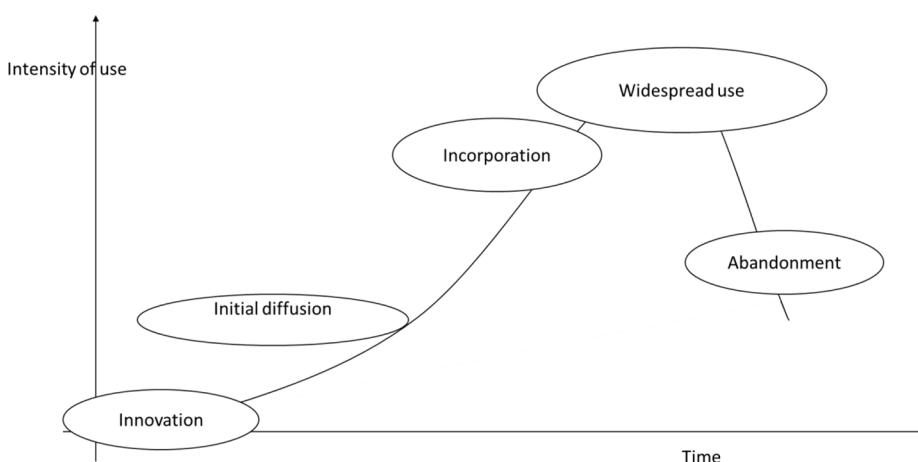 Intensity of use
Widespread use
Incorporation
Abandonment
Initial diffusion
Innovation
Time